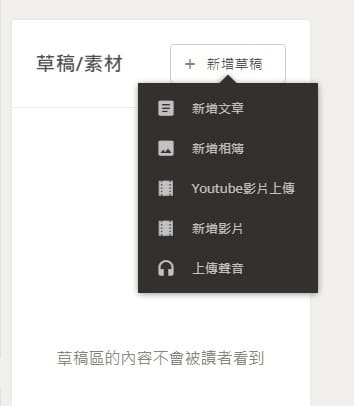 草稿/素材
+ 新增草稿
新增文章
新增相簿
Youtube影片上傳
新增影片
上傳聲音
草稿區的內容不會被讀者看到